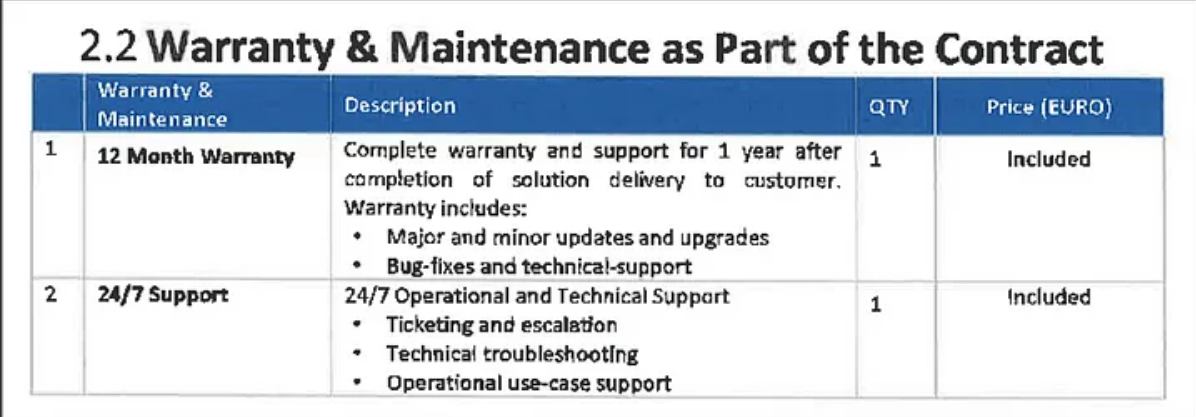 2.2 Warranty & Maintenance as Part of the Contract
Warranty &
Maintenance
Description
QTY
Price (EURO)
1
12 Month Warranty
Complete warranty and support for 1 year after
completion of solution delivery to customer.
Warranty includes:
• Major and minor updates and upgrades
• Bug-fixes and technical-support
1
Included
2
24/7 Support
24/7 Operational and Technical Support
• Ticketing and escalation
• Technical troubleshooting
• Operational use-case support
1
Included